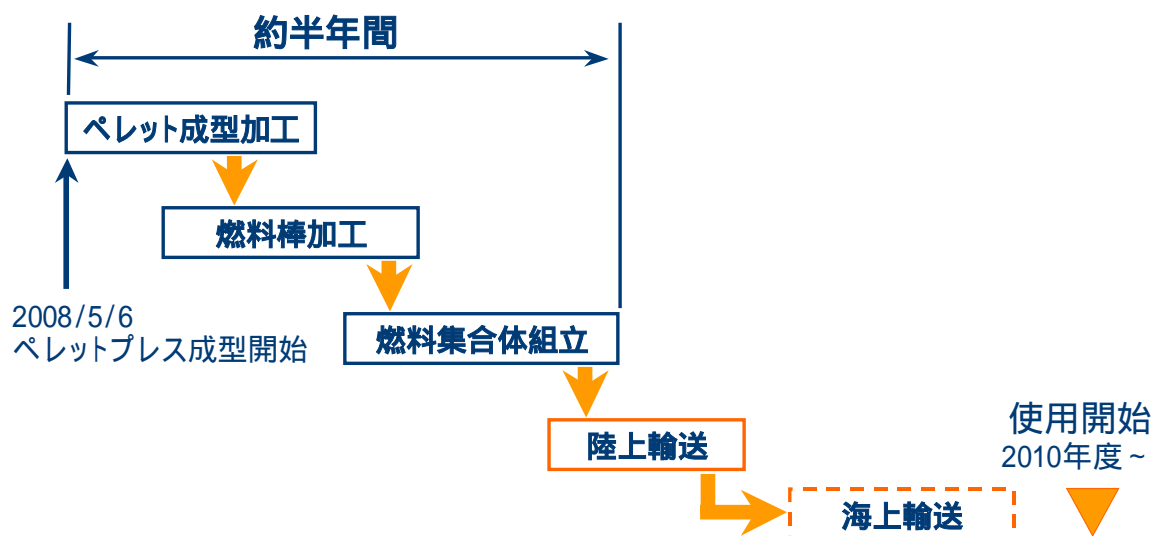 約半年間
ペレット成型加工
燃料棒加工
2008/5/6
ペレットプレス成型開始
燃料集合体組立
陸上輸送
使用開始
2010年度~
海上輸送